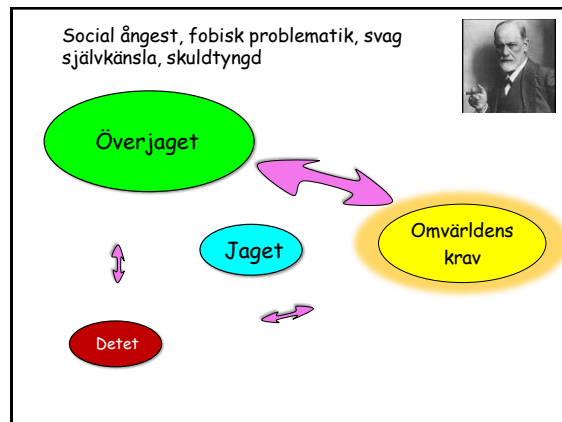 Social ångest, fobisk problematik, svag
självkänsla, skuldtyngd
Överjaget
Omvärldens
krav
Jaget
Detet